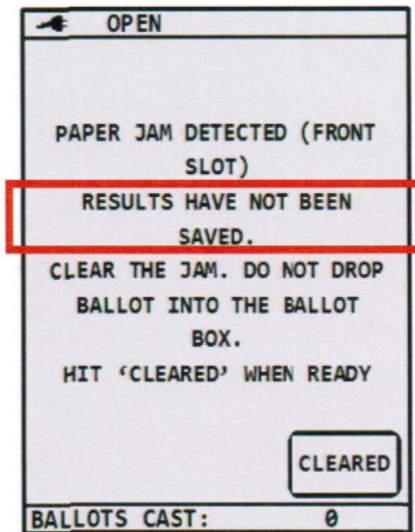 OPEN
PAPER JAM DETECTED (FRONT
SLOT)
RESULTS HAVE NOT BEEN
SAVED.
CLEAR THE JAM. DO NOT DROP
BALLOT INTO THE BALLOT
BOX.
HIT ‘CLEARED’ WHEN READY
CLEARED
BALLOTS CAST: 0